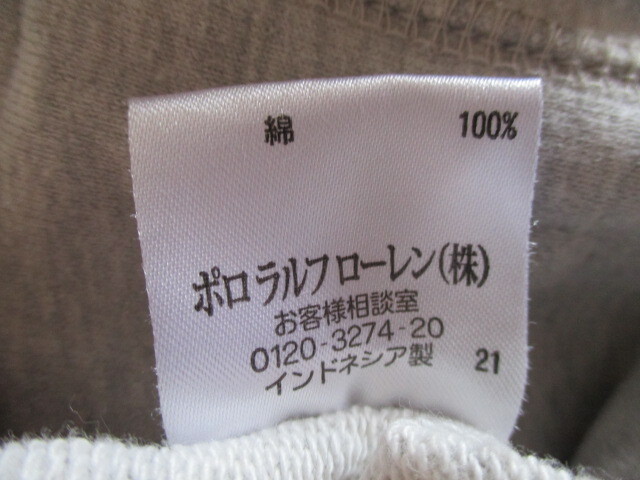 綿 100%
ポロ ラルフ ローレン(株)
お客様相談室
0120-3274-20
インドネシア製 21